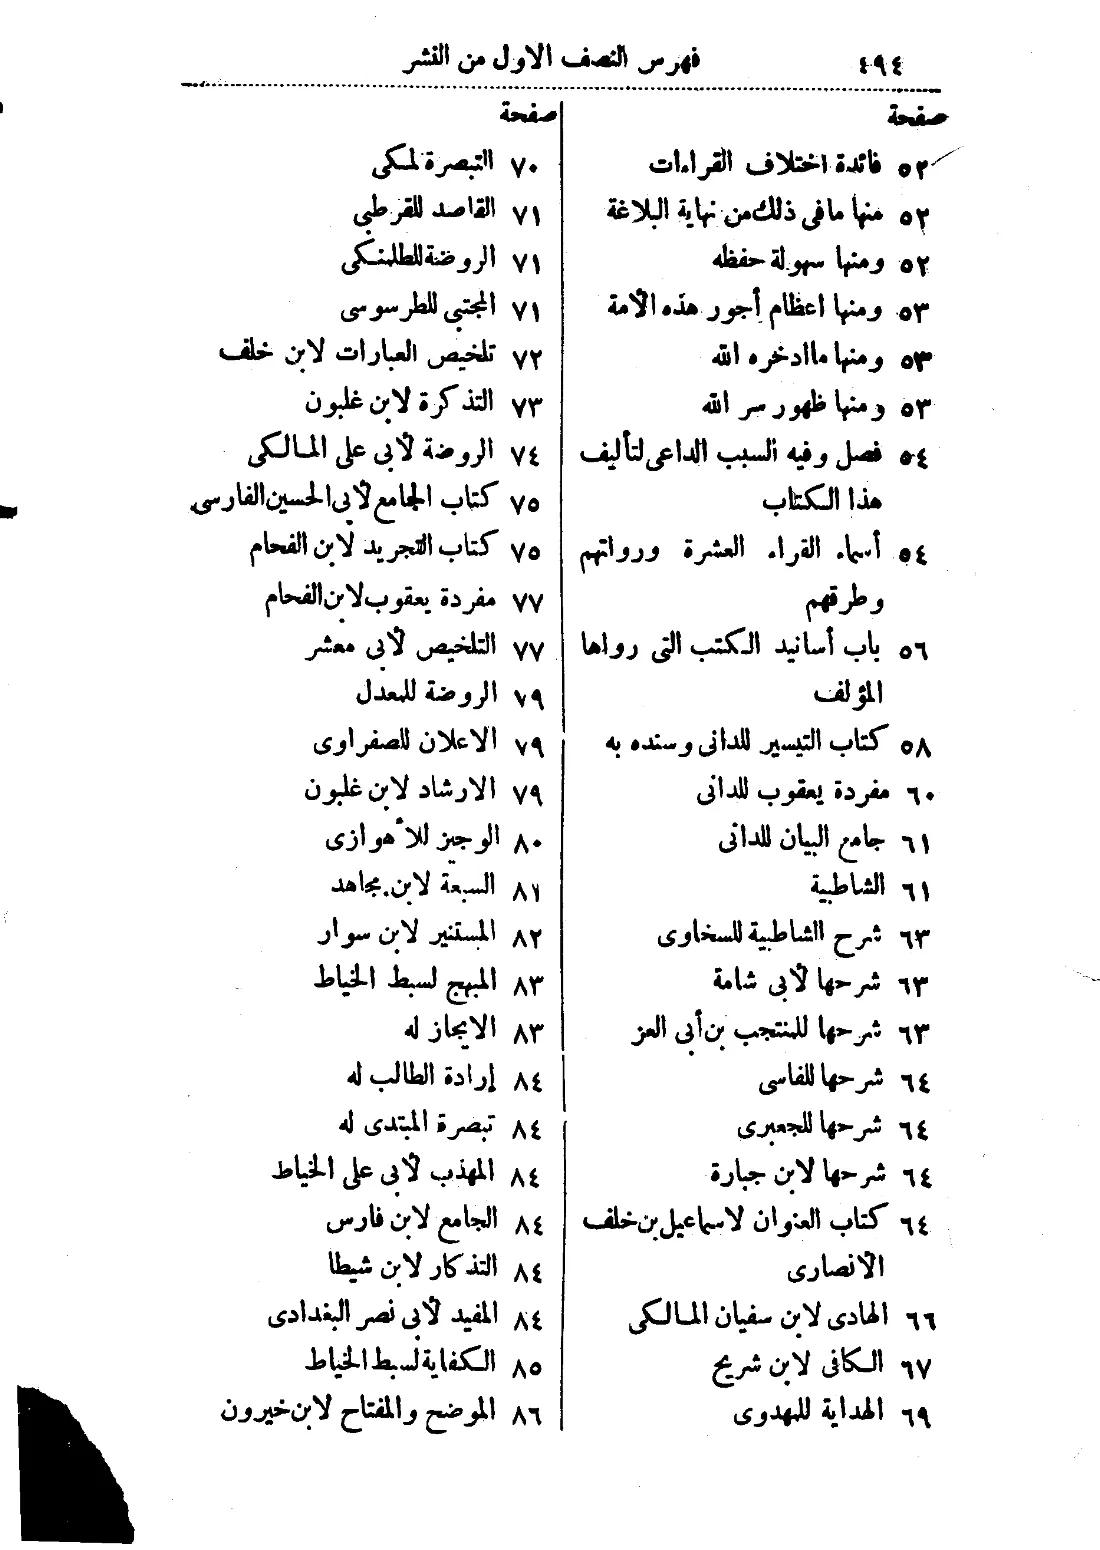 ٤٩٤ فهرس النصف الاول من النشر
صفحة
٥٢ فائدة اختلاف القراءات
٥٢ منها مافى ذلك من نهاية البلاغة
٥٢ ومنها سهولة حفظه
٥٣ ومنها اعظام أجور هذه الأمة
٥٣ ومنها ماادخره الله
٥٣ ومنها ظهور سر الله
٥٤ فصل وفيه السبب الداعى لتأليف
هذا الكتاب
٥٤ أسماء القراء العشرة ورواتهم
وطرقهم
٥٦ باب أسانيد الكتب التى رواها
المؤلف
٥٨ كتاب التيسير للدانى وسنده به
٦٠ مفردة يعقوب للدانى
٦١ جامع البيان للدانى
٦١ الشاطبية
٦٣ شرح الشاطبية للسخاوى
٦٣ شرحها لأبى شامة
٦٣ شرحها للمنتجب بن أبى العز
٦٤ شرحها للفاسى
٦٤ شرحها للجعبرى
٦٤ شرحها لابن جبارة
٦٤ كتاب العنوان لاسماعيل بن خلف
الأنصارى
٦٦ الهادى لابن سفيان المالكى
٦٧ الكافى لابن شريح
٦٩ الهداية للمهدوى
صفحة
٧٠ التبصرة لمكى
٧١ القاصد للقرطبى
٧١ الروضة للطلمنكى
٧١ المجتبى للطرسوسى
٧٢ تلخيص العبارات لابن خلف
٧٣ التذكرة لابن غلبون
٧٤ الروضة لأبى على المالكى
٧٥ كتاب الجامع لأبى الحسين الفارسى
٧٥ كتاب التجريد لابن الفحام
٧٧ مفردة يعقوب لابن الفحام
٧٧ التلخيص لأبى معشر
٧٩ الروضة للمعدل
٧٩ الاعلان للصفراوى
٧٩ الارشاد لابن غلبون
٨٠ الوجيز للأهوازى
٨١ السبعة لابن مجاهد
٨٢ المستنير لابن سوار
٨٣ المبهج لسبط الخياط
٨٣ الايجاز له
٨٤ إرادة الطالب له
٨٤ تبصرة المبتدى له
٨٤ المهذب لأبى على الخياط
٨٤ الجامع لابن فارس
٨٤ التذكار لابن شيطا
٨٤ المفيد لأبى نصر البغدادى
٨٥ الكفاية لسبط الخياط
٨٦ الموضح والمفتاح لابن خيرون